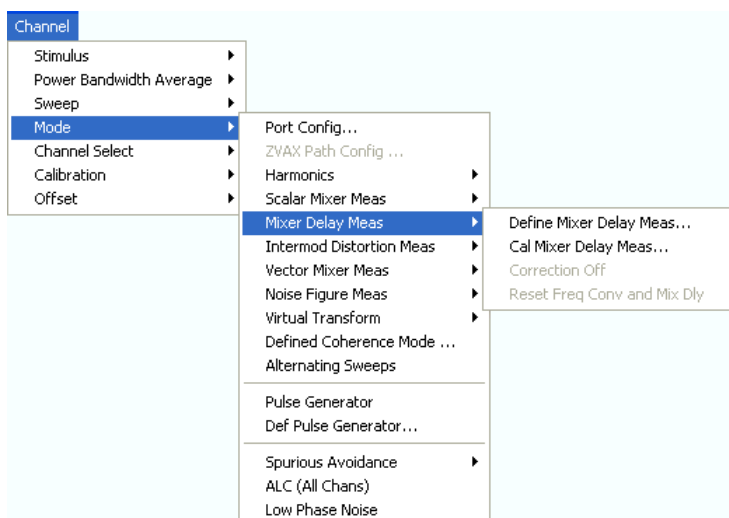 Channel
Stimulus
Power Bandwidth Average
Sweep
Mode
Channel Select
Calibration
Offset
Port Config...
ZVAX Path Config ...
Harmonics
Scalar Mixer Meas
Mixer Delay Meas
Intermod Distortion Meas
Vector Mixer Meas
Noise Figure Meas
Virtual Transform
Defined Coherence Mode ...
Alternating Sweeps
Pulse Generator
Def Pulse Generator...
Spurious Avoidance
ALC (All Chans)
Low Phase Noise
Define Mixer Delay Meas...
Cal Mixer Delay Meas...
Correction Off
Reset Freq Conv and Mix Dly